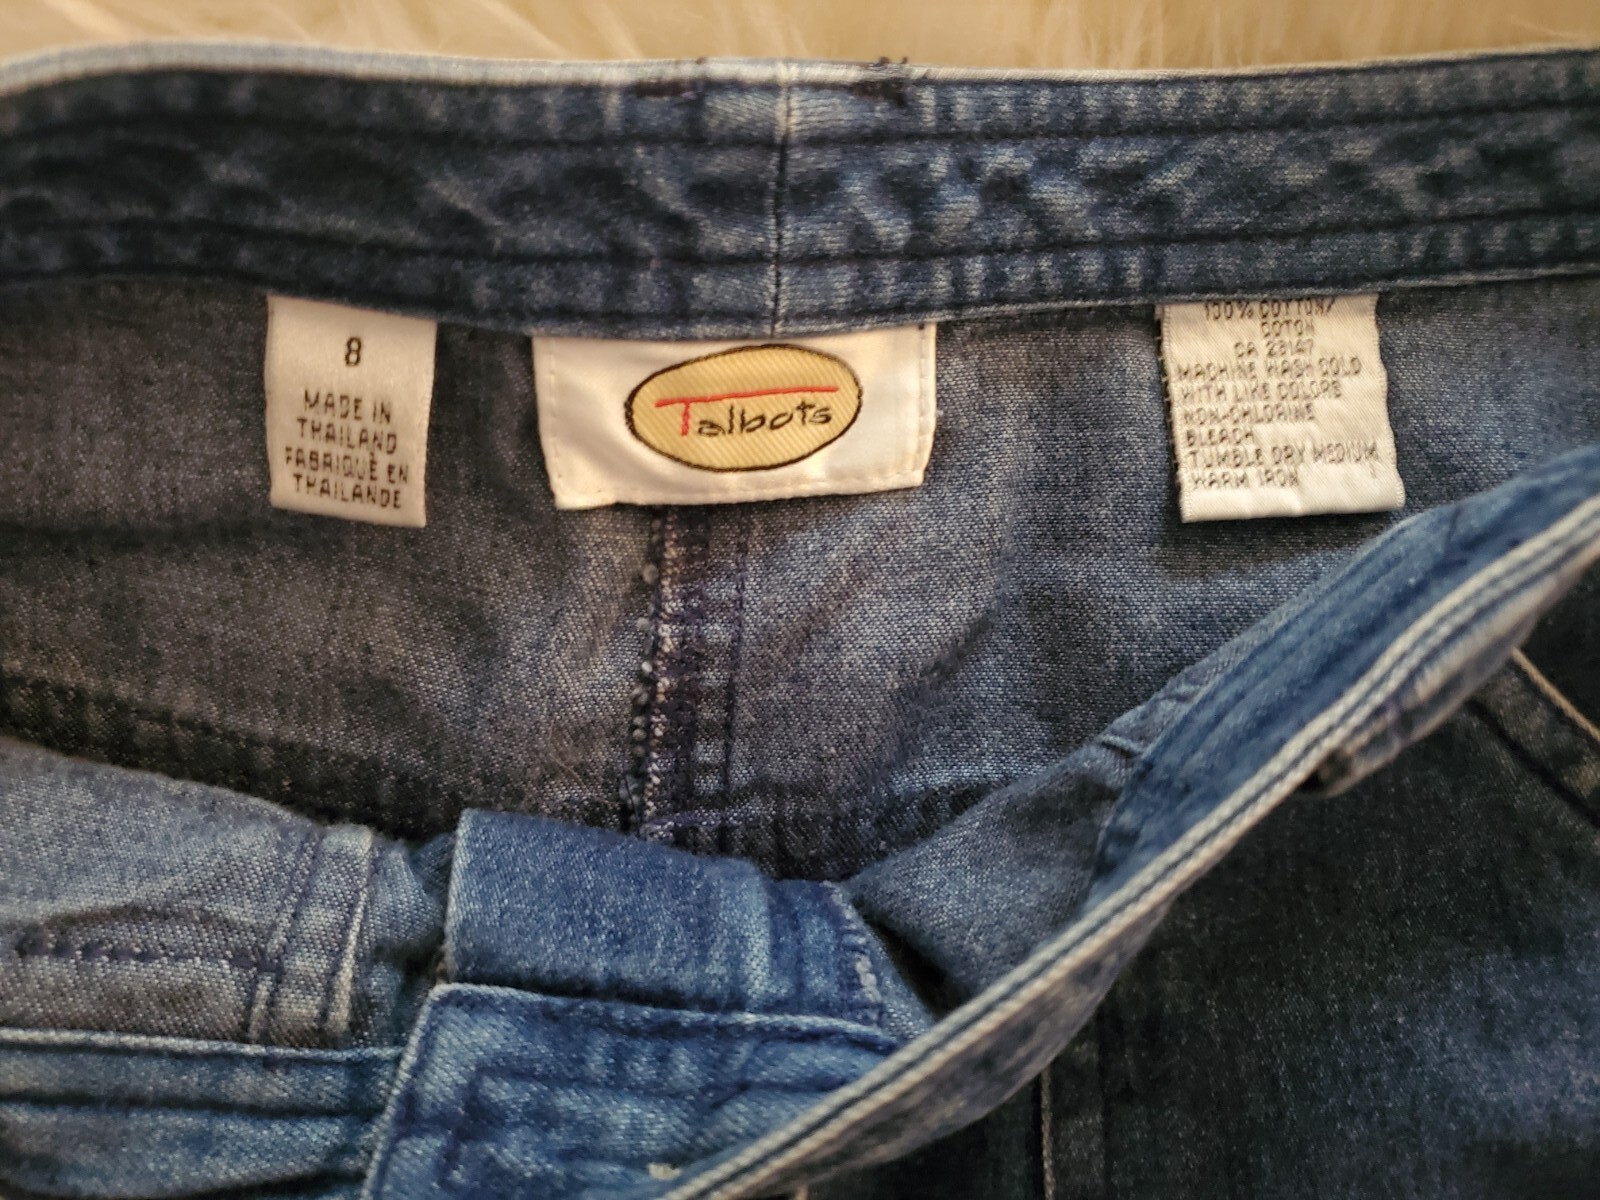 8
MADE IN
THAILAND
FABRIQUÉ EN
THAILANDE
Talbots
100% COTTON/
COTON
CA 23147
MACHINE WASH COLD
WITH LIKE COLORS
NON-CHLORINE
BLEACH
TUMBLE DRY MEDIUM
WARM IRON